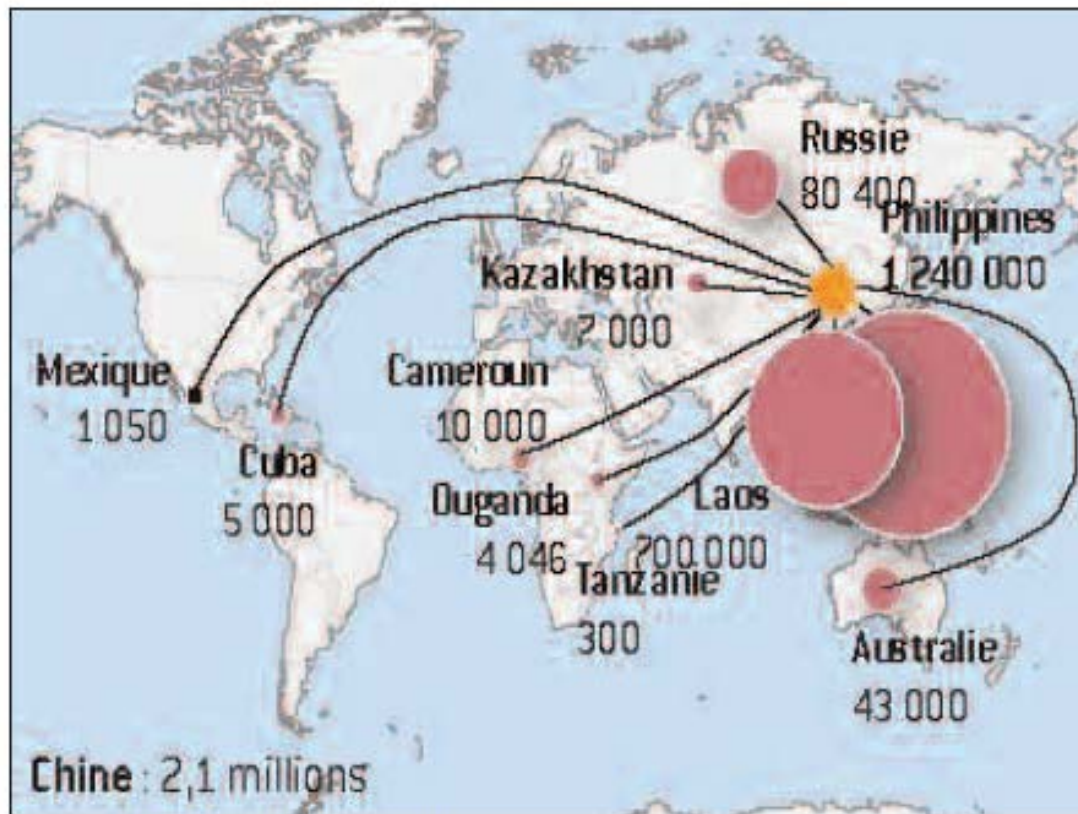 Russie
80 400
Philippines
1 240 000
Kazakhstan
7 000
Mexique
1 050
Cameroun
10 000
Cuba
5 000
Ouganda
4 046
Laos
700 000
Tanzanie
300
Australie
43 000
Chine : 2,1 millions